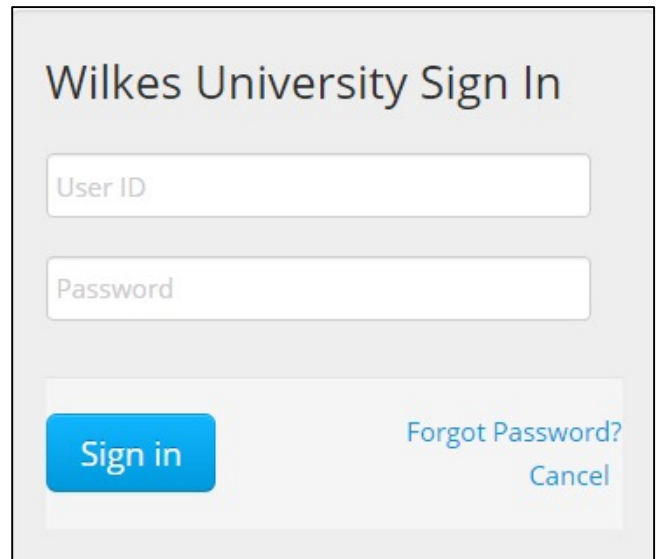 Wilkes University Sign In
User ID
Password
Sign in
Forgot Password?
Cancel